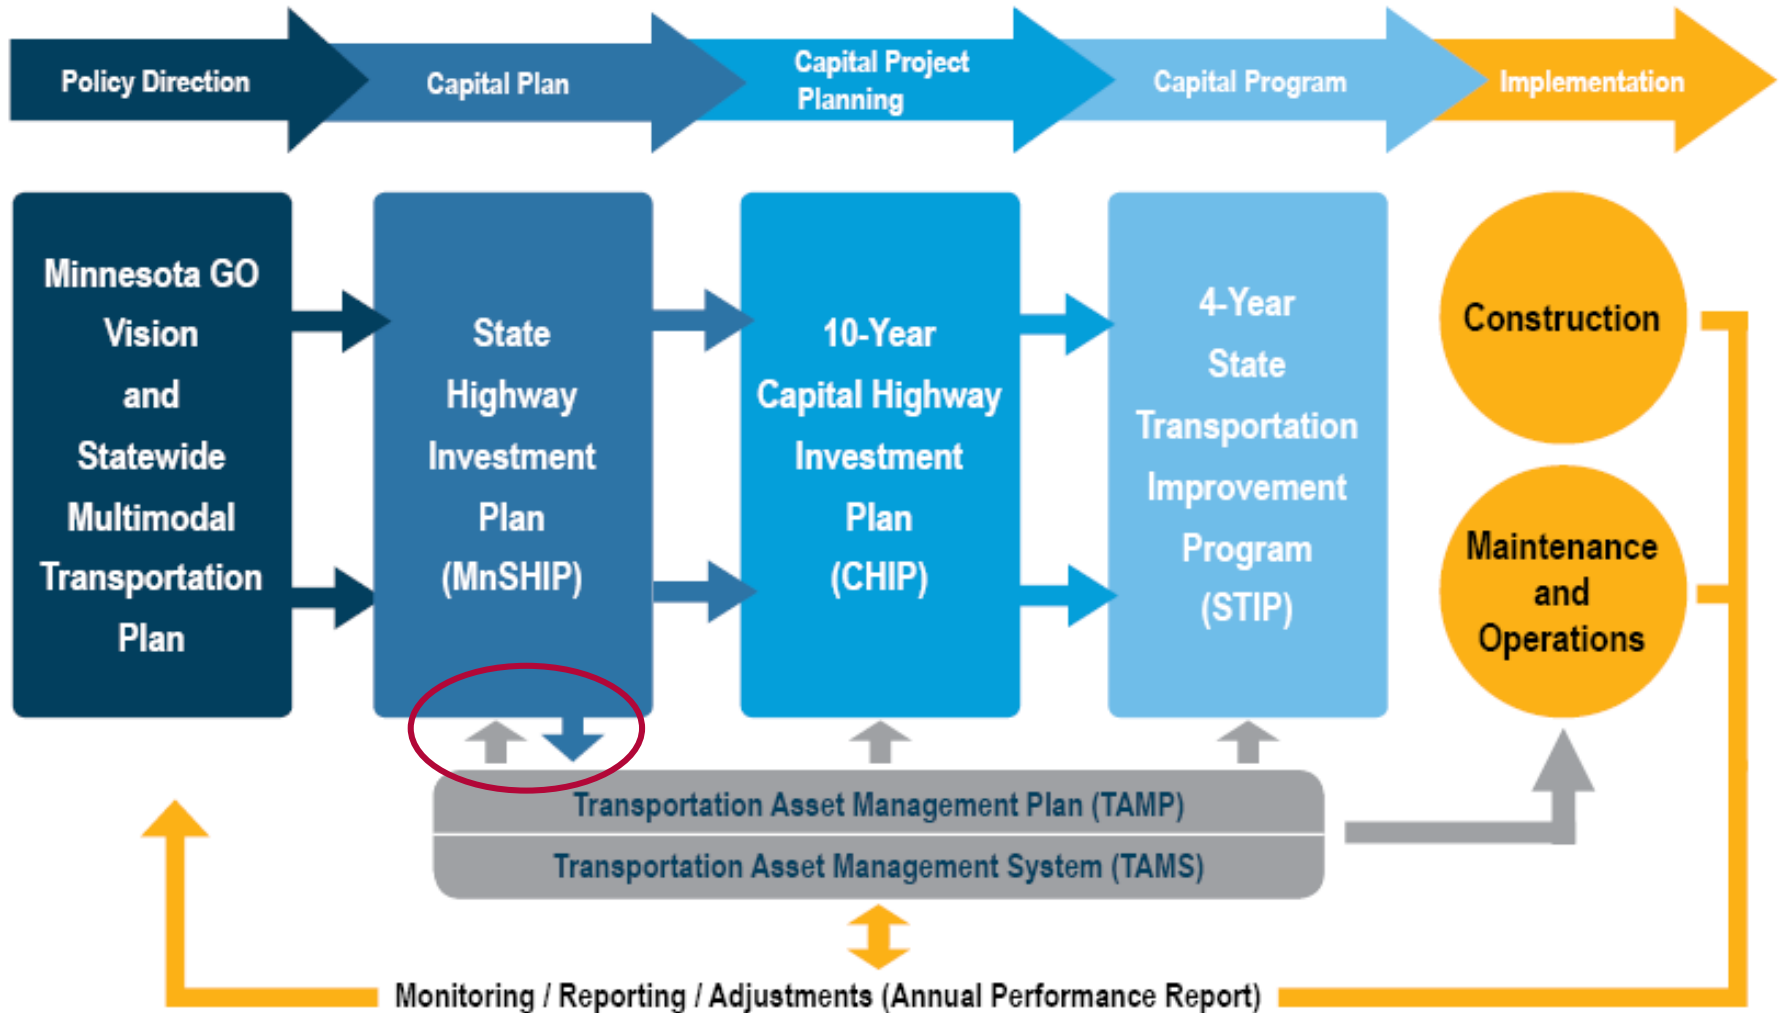 Policy Direction
Capital Plan
Capital Project
Planning
Capital Program
Implementation
Minnesota GO
Vision
and
Statewide
Multimodal
Transportation
Plan
State
Highway
Investment
Plan
(MnSHIP)
10-Year
Capital Highway
Investment
Plan
(CHIP)
4-Year
State
Transportation
Improvement
Program
(STIP)
Construction
Maintenance
and
Operations
Transportation Asset Management Plan (TAMP)
Transportation Asset Management System (TAMS)
Monitoring / Reporting / Adjustments (Annual Performance Report)